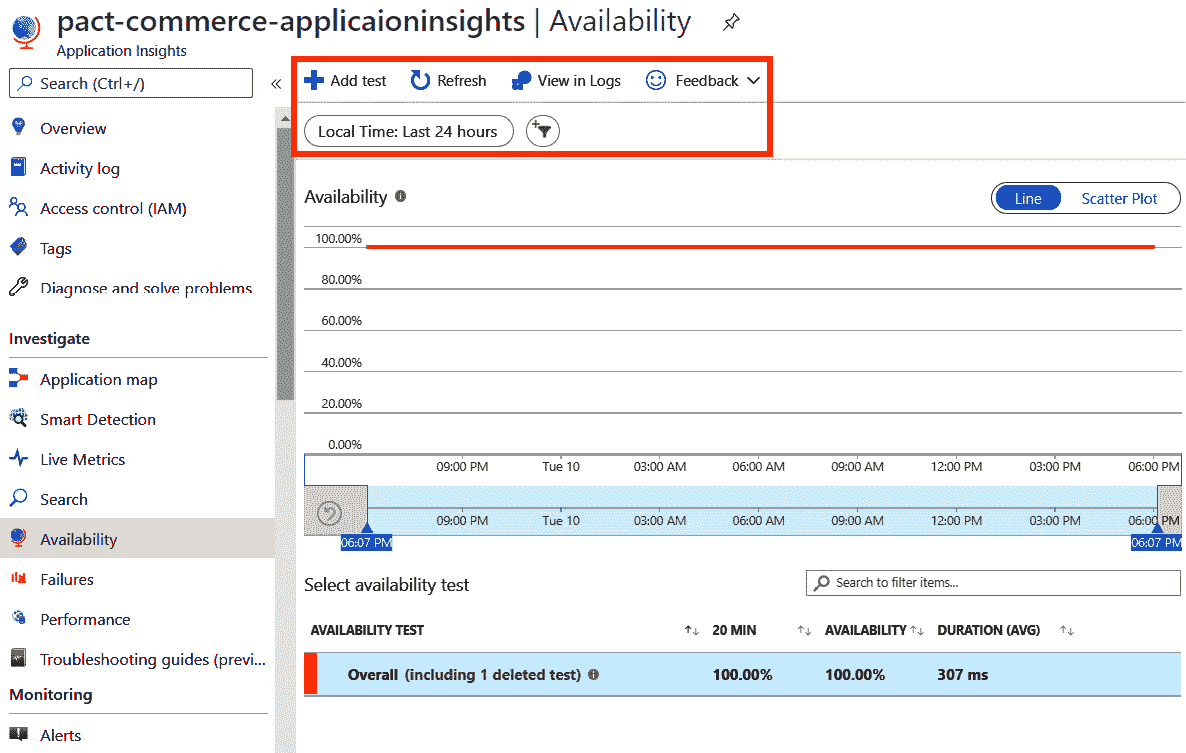 pact-commerce-applicaioninsights | Availability
Application Insights
Search (Ctrl+/)
«
Overview
Activity log
Access control (IAM)
Tags
Diagnose and solve problems
Investigate
Application map
Smart Detection
Live Metrics
Search
Availability
Failures
Performance
Troubleshooting guides (previ...
Monitoring
Alerts
Add test Refresh View in Logs Feedback
Local Time: Last 24 hours
Availability
Line Scatter Plot
100.00%
80.00%
60.00%
40.00%
20.00%
0.00%
09:00 PM Tue 10 03:00 AM 06:00 AM 09:00 AM 12:00 PM 03:00 PM 06:00 PM
09:00 PM Tue 10 03:00 AM 06:00 AM 09:00 AM 12:00 PM 03:00 PM 06:00 PM
06:07 PM 06:07 PM
Select availability test
Search to filter items...
AVAILABILITY TEST 20 MIN AVAILABILITY DURATION (AVG)
Overall (including 1 deleted test) 100.00% 100.00% 307 ms